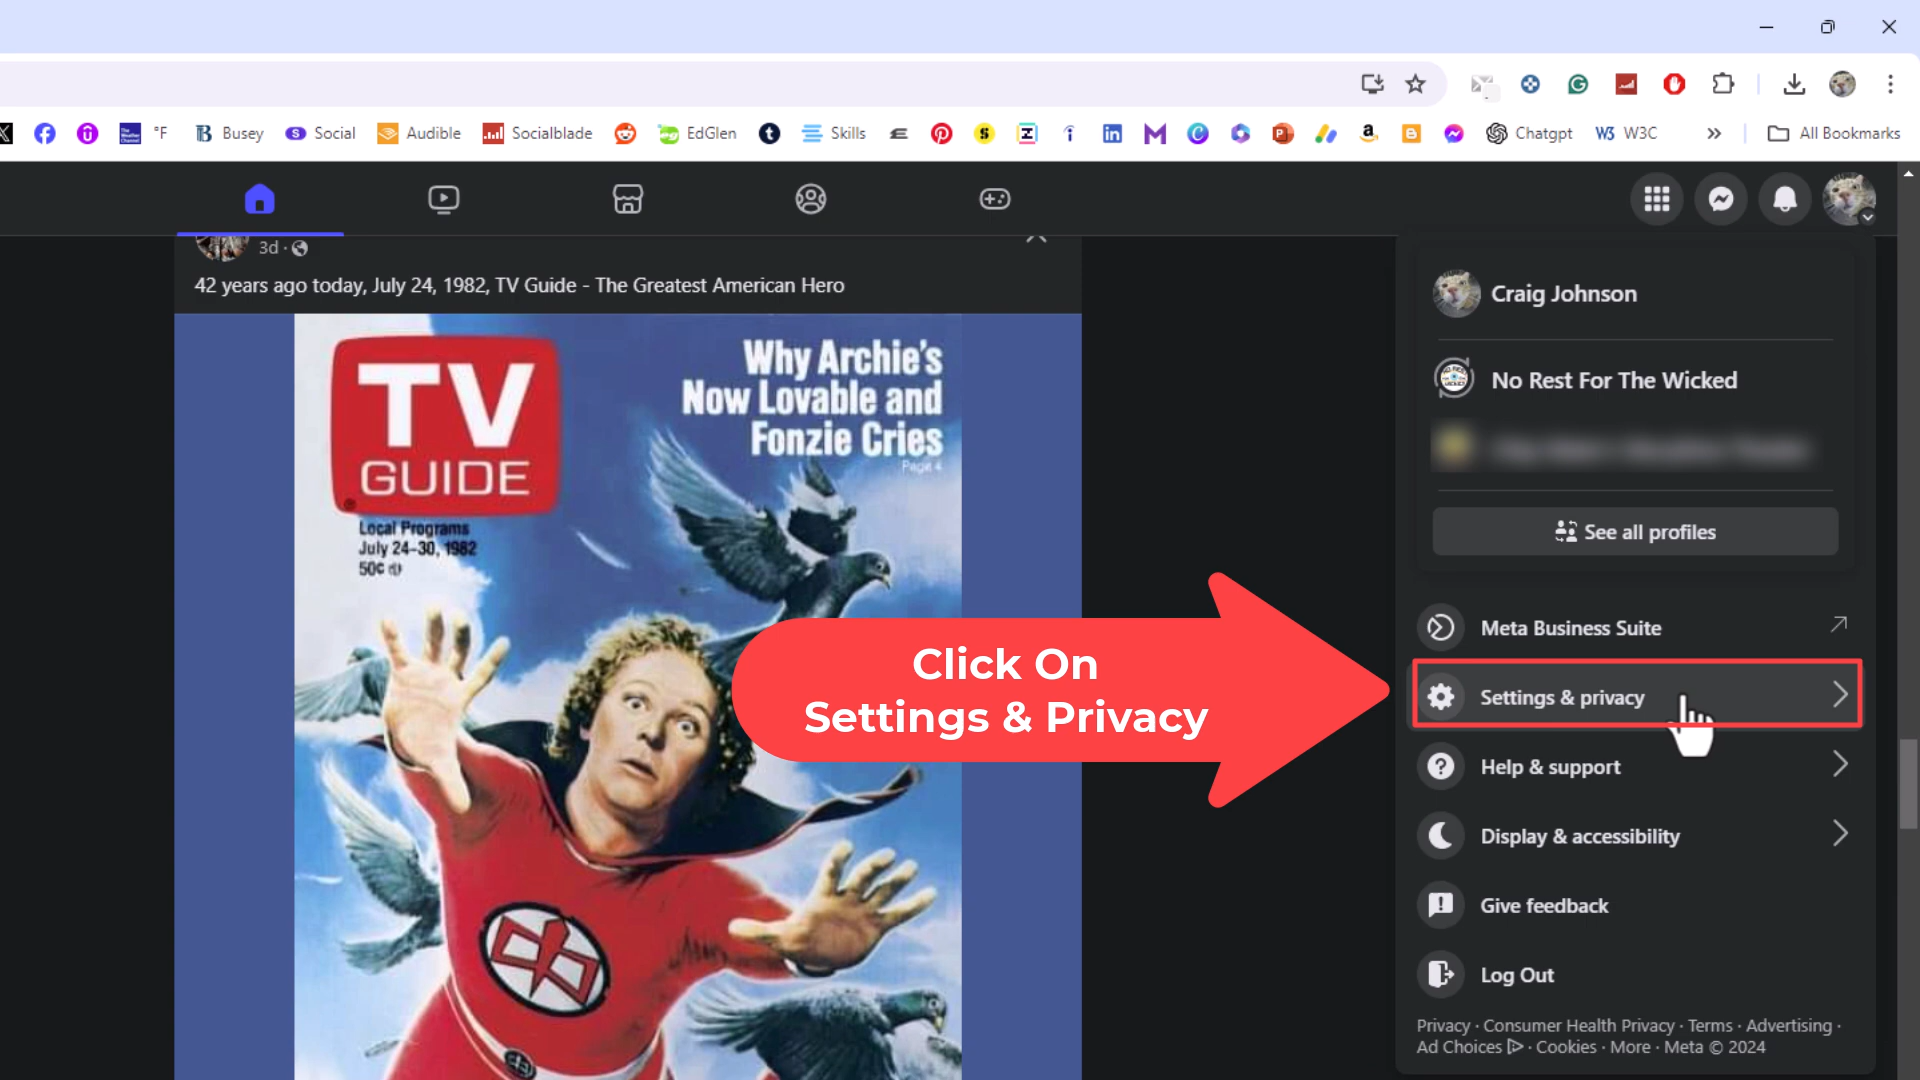 °F
Busey
Social
Audible
Socialblade
EdGlen
Skills
Chatgpt
W3C
All Bookmarks
3d ·
42 years ago today, July 24, 1982, TV Guide - The Greatest American Hero
TV
GUIDE
Local Programs
July 24-30, 1982
50¢
Why Archie's
Now Lovable and
Fonzie Cries
Page 4
Click On
Settings & Privacy
Craig Johnson
No Rest For The Wicked
See all profiles
Meta Business Suite
Settings & privacy
Help & support
Display & accessibility
Give feedback
Log Out
Privacy · Consumer Health Privacy · Terms · Advertising ·
Ad Choices · Cookies · More · Meta © 2024